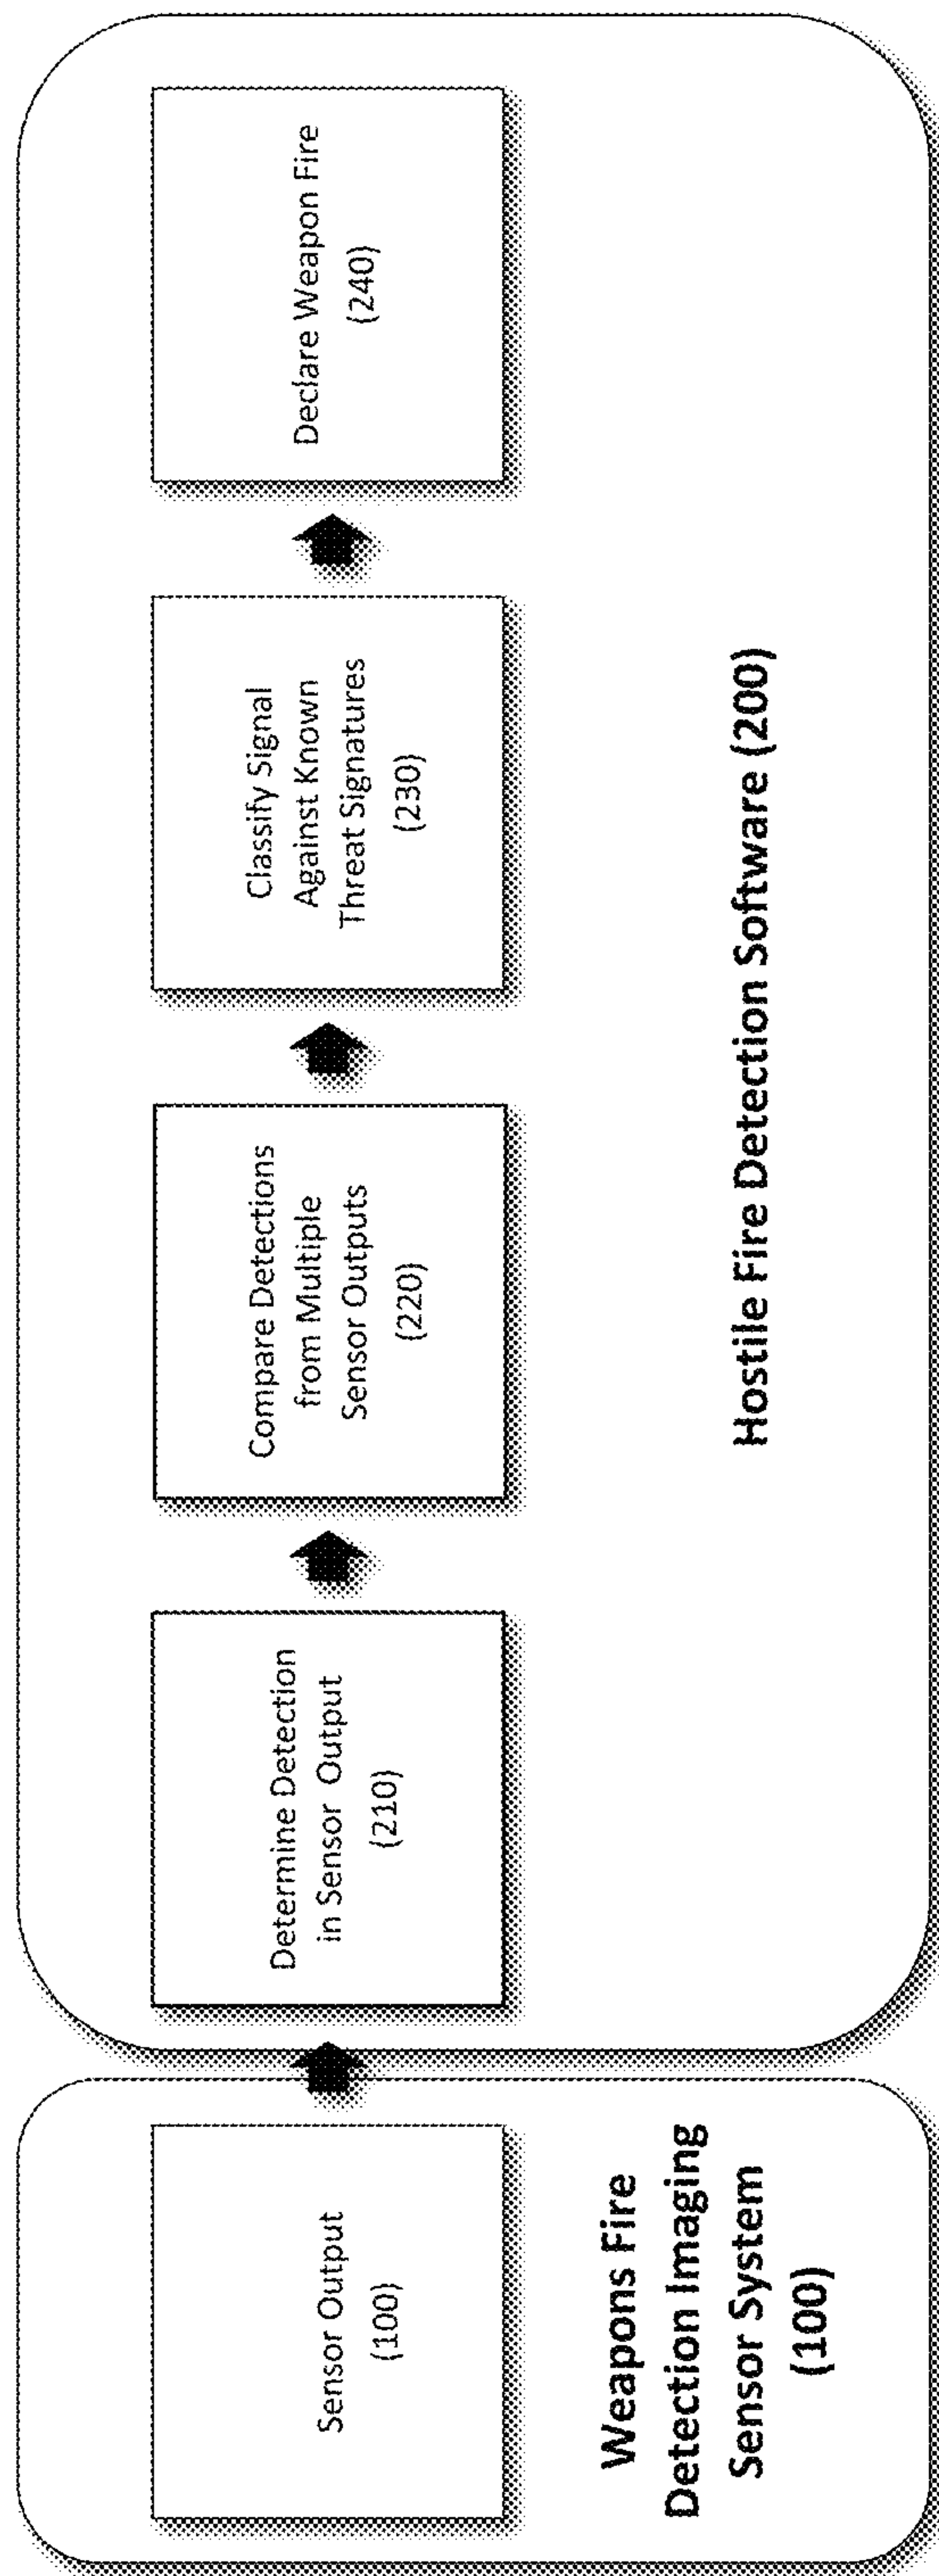 Sensor Output
(100)
Weapons Fire
Detection Imaging
Sensor System
(100)
Determine Detection
in Sensor Output
(210)
Compare Detections
from Multiple
Sensor Outputs
(220)
Classify Signal
Against Known
Threat Signatures
(230)
Declare Weapon Fire
(240)
Hostile Fire Detection Software (200)